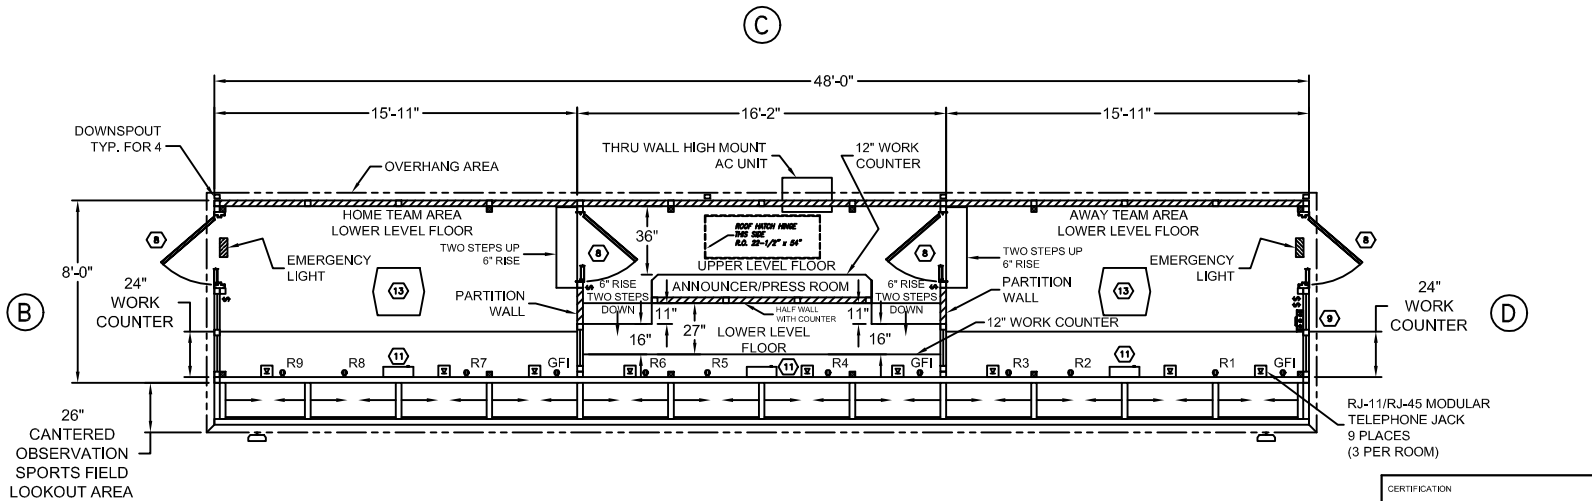 C
48'-0"
15'-11"
16'-2"
15'-11"
DOWNSPOUT
TYP. FOR 4
OVERHANG AREA
THRU WALL HIGH MOUNT
AC UNIT
12" WORK
COUNTER
HOME TEAM AREA
LOWER LEVEL FLOOR
ROOF HATCH HINGE
THIS SIDE
R.O. 22-1/2" x 54"
AWAY TEAM AREA
LOWER LEVEL FLOOR
8
8
8
8
36"
TWO STEPS UP
6" RISE
TWO STEPS UP
6" RISE
EMERGENCY
LIGHT
UPPER LEVEL FLOOR
EMERGENCY
LIGHT
8'-0"
24"
WORK
COUNTER
13
PARTITION
WALL
6" RISE
TWO STEPS
DOWN
ANNOUNCER/PRESS ROOM
6" RISE
TWO STEPS
DOWN
PARTITION
WALL
13
$
$
$
$$
24"
WORK
COUNTER
B
D
9
11"
HALF WALL
WITH COUNTER
11"
16"
27"
LOWER LEVEL
FLOOR
16"
12" WORK COUNTER
R9
R8
11
R7
GFI
R6
R5
11
R4
GFI
R3
R2
11
R1
GFI
26"
CANTERED
OBSERVATION
SPORTS FIELD
LOOKOUT AREA
RJ-11/RJ-45 MODULAR
TELEPHONE JACK
9 PLACES
(3 PER ROOM)
CERTIFICATION